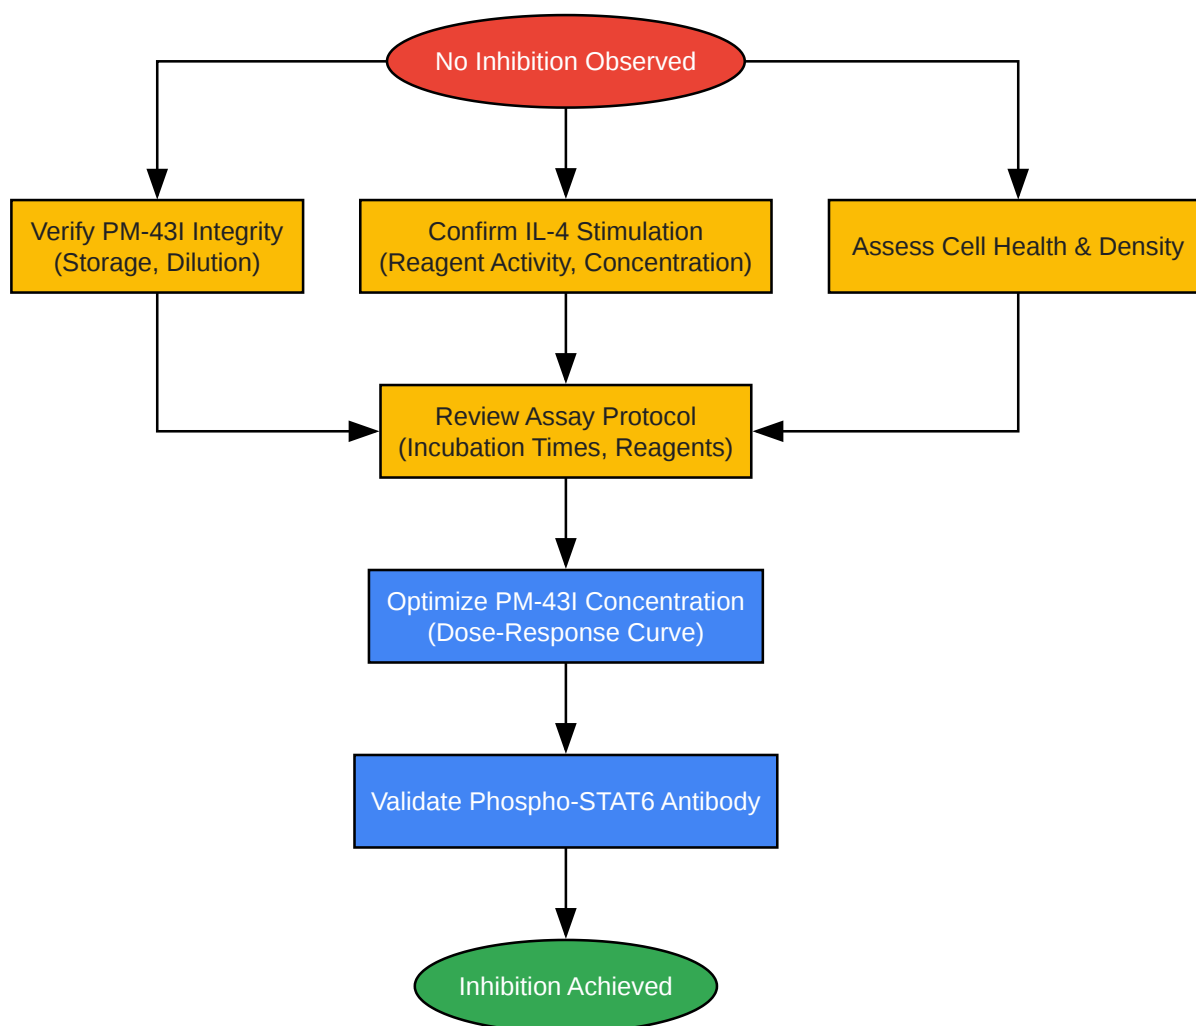 No Inhibition Observed
Verify PM-43I Integrity
(Storage, Dilution)
Confirm IL-4 Stimulation
(Reagent Activity, Concentration)
Assess Cell Health & Density
Review Assay Protocol
(Incubation Times, Reagents)
Optimize PM-43I Concentration
(Dose-Response Curve)
Validate Phospho-STAT6 Antibody
Inhibition Achieved